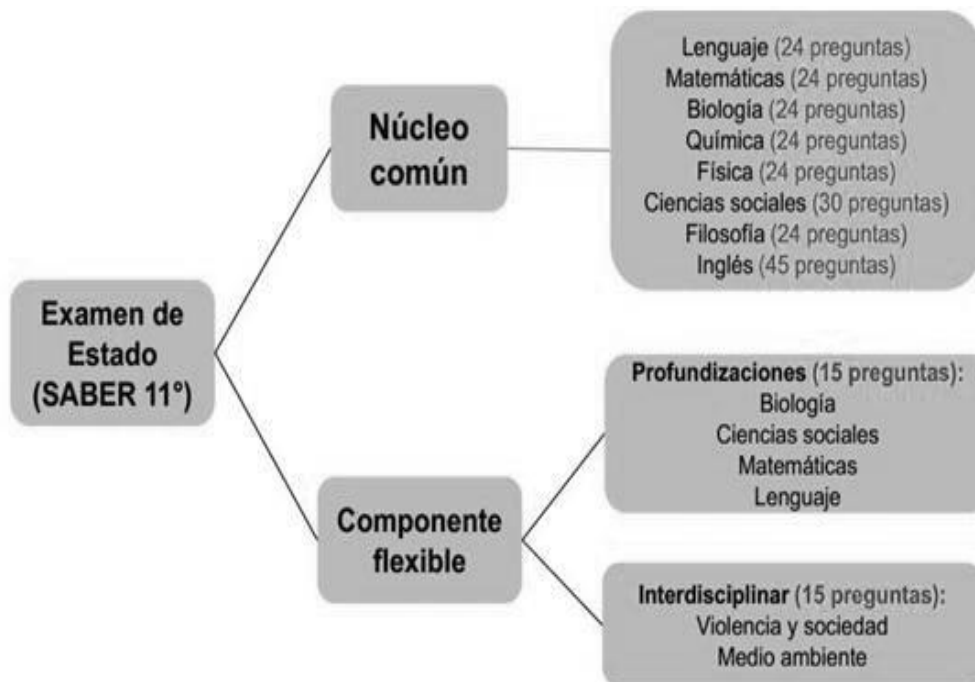 Examen de
Estado
(SABER 11°)
Núcleo
común
Lenguaje (24 preguntas)
Matemáticas (24 preguntas)
Biología (24 preguntas)
Química (24 preguntas)
Física (24 preguntas)
Ciencias sociales (30 preguntas)
Filosofía (24 preguntas)
Inglés (45 preguntas)
Componente
flexible
Profundizaciones (15 preguntas):
Biología
Ciencias sociales
Matemáticas
Lenguaje
Interdisciplinar (15 preguntas):
Violencia y sociedad
Medio ambiente